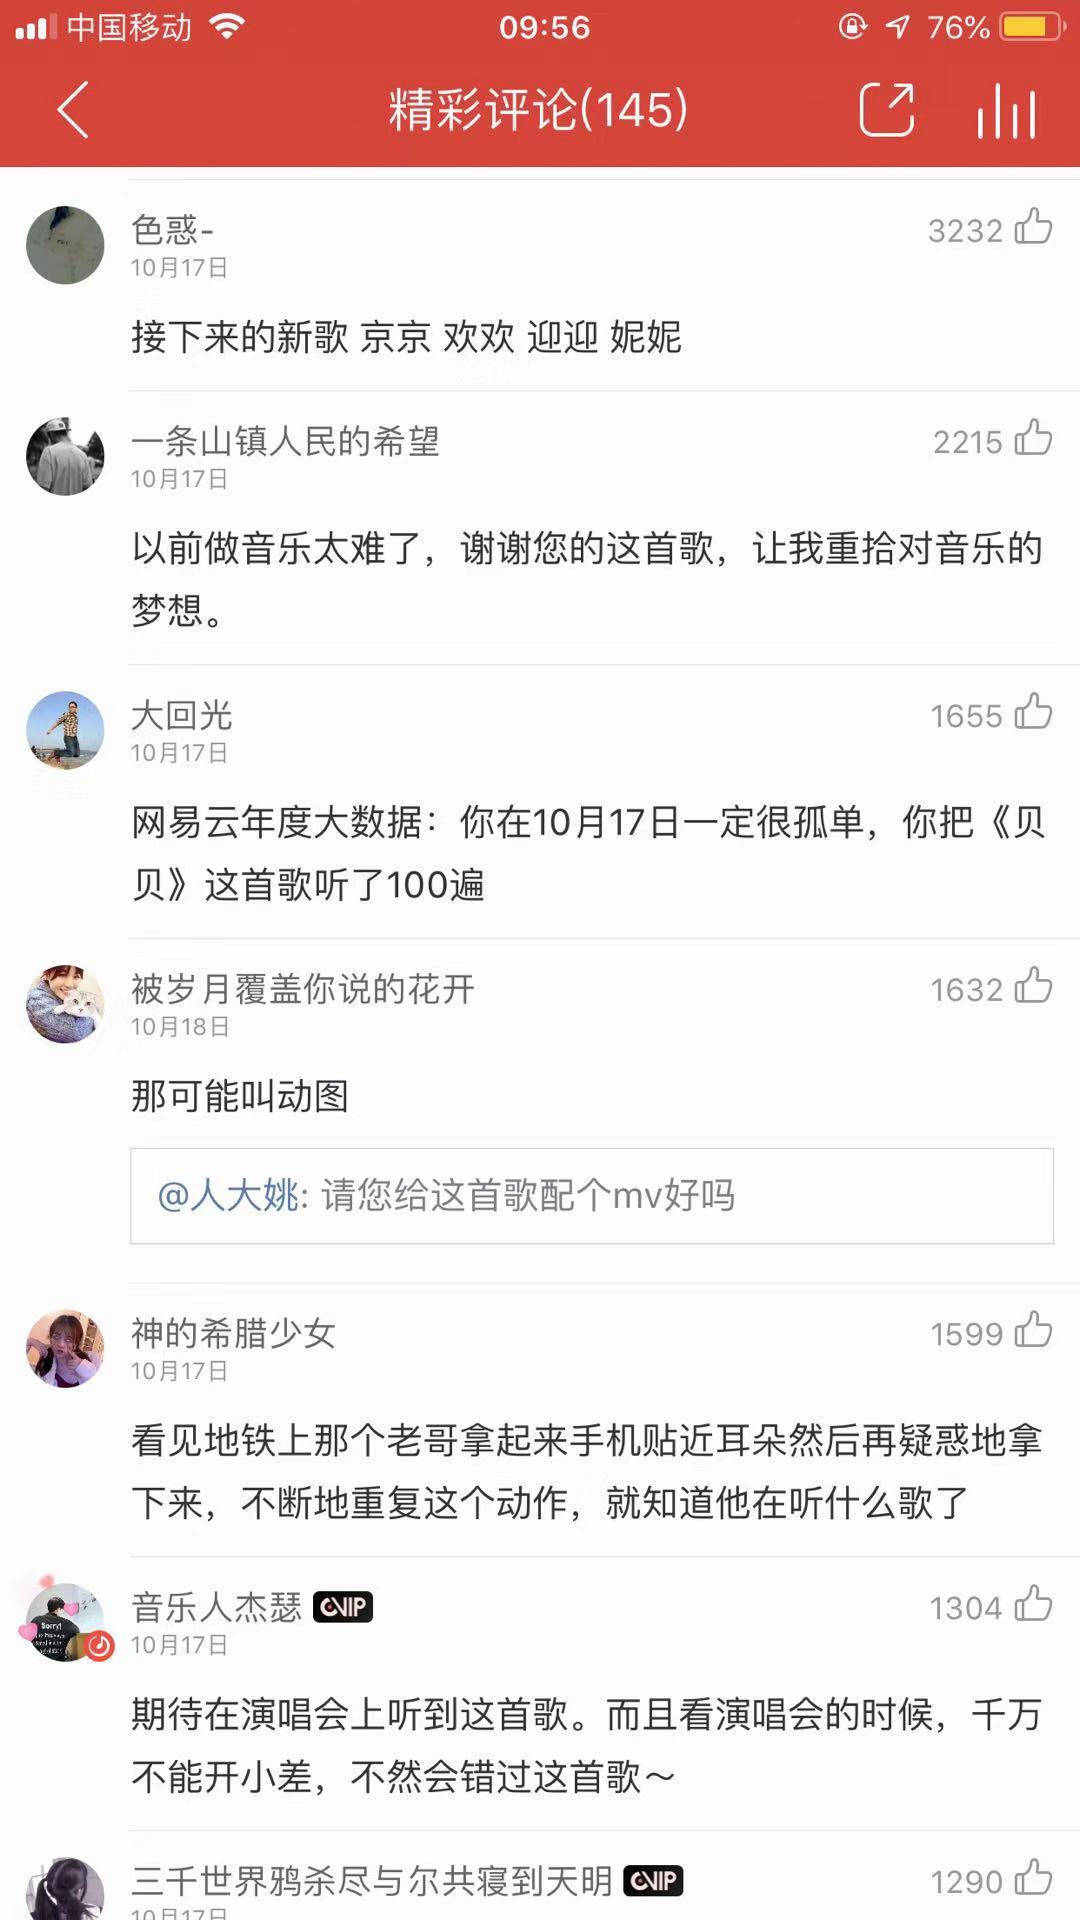 中国移动 09:56 76%
精彩评论(145)
色惑- 3232
10月17日
接下来的新歌 京京 欢欢 迎迎 妮妮
一条山镇人民的希望 2215
10月17日
以前做音乐太难了，谢谢您的这首歌，让我重拾对音乐的
梦想。
大回光 1655
10月17日
网易云年度大数据：你在10月17日一定很孤单，你把《贝
贝》这首歌听了100遍
被岁月覆盖你说的花开 1632
10月18日
那可能叫动图
@人大姚: 请您给这首歌配个mv好吗
神的希腊少女 1599
10月17日
看见地铁上那个老哥拿起来手机贴近耳朵然后再疑惑地拿
下来，不断地重复这个动作，就知道他在听什么歌了
音乐人杰瑟 VIP 1304
10月17日
期待在演唱会上听到这首歌。而且看演唱会的时候，千万
不能开小差，不然会错过这首歌～
三千世界鸦杀尽与尔共寝到天明 VIP 1290
10月17日